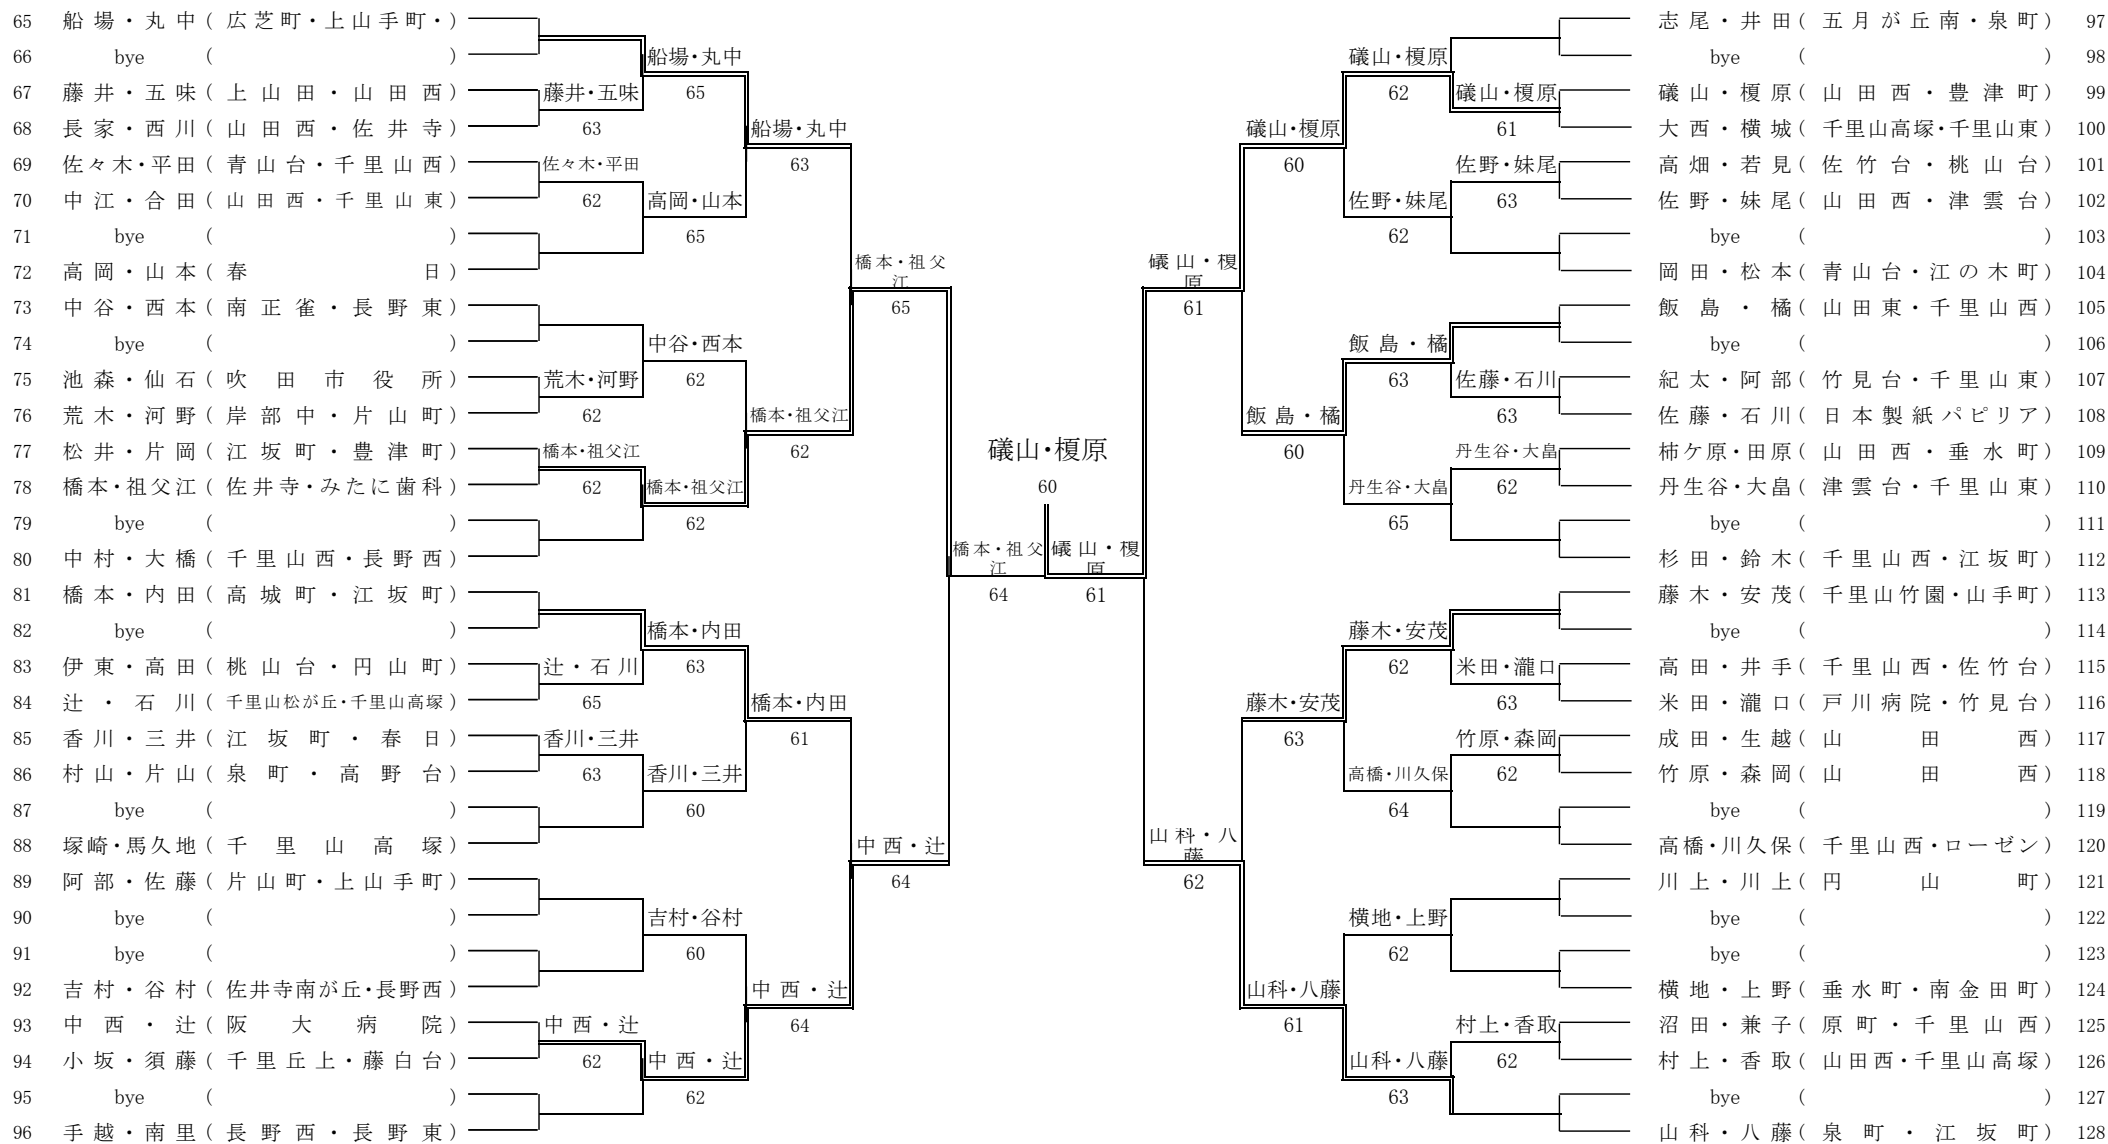 65 船場・丸中(広芝町・上山手町・)
66 bye ( )
67 藤井・五味(上山田・山田西)
68 長家・西川(山田西・佐井寺)
69 佐々木・平田(青山台・千里山西)
70 中江・合田(山田西・千里山東)
71 bye ( )
72 高岡・山本(春日)
73 中谷・西本(南正雀・長野東)
74 bye ( )
75 池森・仙石(吹田市役所)
76 荒木・河野(岸部中・片山町)
77 松井・片岡(江坂町・豊津町)
78 橋本・祖父江(佐井寺・みたに歯科)
79 bye ( )
80 中村・大橋(千里山西・長野西)
81 橋本・内田(高城町・江坂町)
82 bye ( )
83 伊東・高田(桃山台・円山町)
84 辻・石川(千里山松が丘・千里山高塚)
85 香川・三井(江坂町・春日)
86 村山・片山(泉町・高野台)
87 bye ( )
88 塚崎・馬久地(千里山高塚)
89 阿部・佐藤(片山町・上山手町)
90 bye ( )
91 bye ( )
92 吉村・谷村(佐井寺南が丘・長野西)
93 中西・辻(阪大病院)
94 小坂・須藤(千里丘上・藤白台)
95 bye ( )
96 手越・南里(長野西・長野東)
藤井・五味
63
佐々木・平田
62
荒木・河野
62
橋本・祖父江
62
辻・石川
65
香川・三井
63
中西・辻
62
船場・丸中
65
高岡・山本
65
中谷・西本
62
橋本・祖父江
62
橋本・内田
63
香川・三井
60
吉村・谷村
60
中西・辻
62
船場・丸中
63
橋本・祖父江
62
橋本・内田
61
中西・辻
64
橋本・祖父
江
65
中西・辻
64
橋本・祖父
江
64
礒山・榎原
60
礒山・榎
原
61
礒山・榎
原
61
山科・八
藤
62
礒山・榎原
60
飯島・橘
60
藤木・安茂
63
山科・八藤
61
礒山・榎原
62
佐野・妹尾
62
飯島・橘
63
丹生谷・大畠
65
藤木・安茂
62
高橋・川久保
64
横地・上野
62
山科・八藤
63
礒山・榎原
61
佐野・妹尾
63
佐藤・石川
63
丹生谷・大畠
62
米田・瀧口
63
竹原・森岡
62
村上・香取
62
志尾・井田(五月が丘南・泉町) 97
bye ( ) 98
礒山・榎原(山田西・豊津町) 99
大西・横城(千里山高塚・千里山東) 100
高畑・若見(佐竹台・桃山台) 101
佐野・妹尾(山田西・津雲台) 102
bye ( ) 103
岡田・松本(青山台・江の木町) 104
飯島・橘(山田東・千里山西) 105
bye ( ) 106
紀太・阿部(竹見台・千里山東) 107
佐藤・石川(日本製紙パピリア) 108
柿ケ原・田原(山田西・垂水町) 109
丹生谷・大畠(津雲台・千里山東) 110
bye ( ) 111
杉田・鈴木(千里山西・江坂町) 112
藤木・安茂(千里山竹園・山手町) 113
bye ( ) 114
高田・井手(千里山西・佐竹台) 115
米田・瀧口(戸川病院・竹見台) 116
成田・生越(山田西) 117
竹原・森岡(山田西) 118
bye ( ) 119
高橋・川久保(千里山西・ローゼン) 120
川上・川上(円山町) 121
bye ( ) 122
bye ( ) 123
横地・上野(垂水町・南金田町) 124
沼田・兼子(原町・千里山西) 125
村上・香取(山田西・千里山高塚) 126
bye ( ) 127
山科・八藤(泉町・江坂町) 128